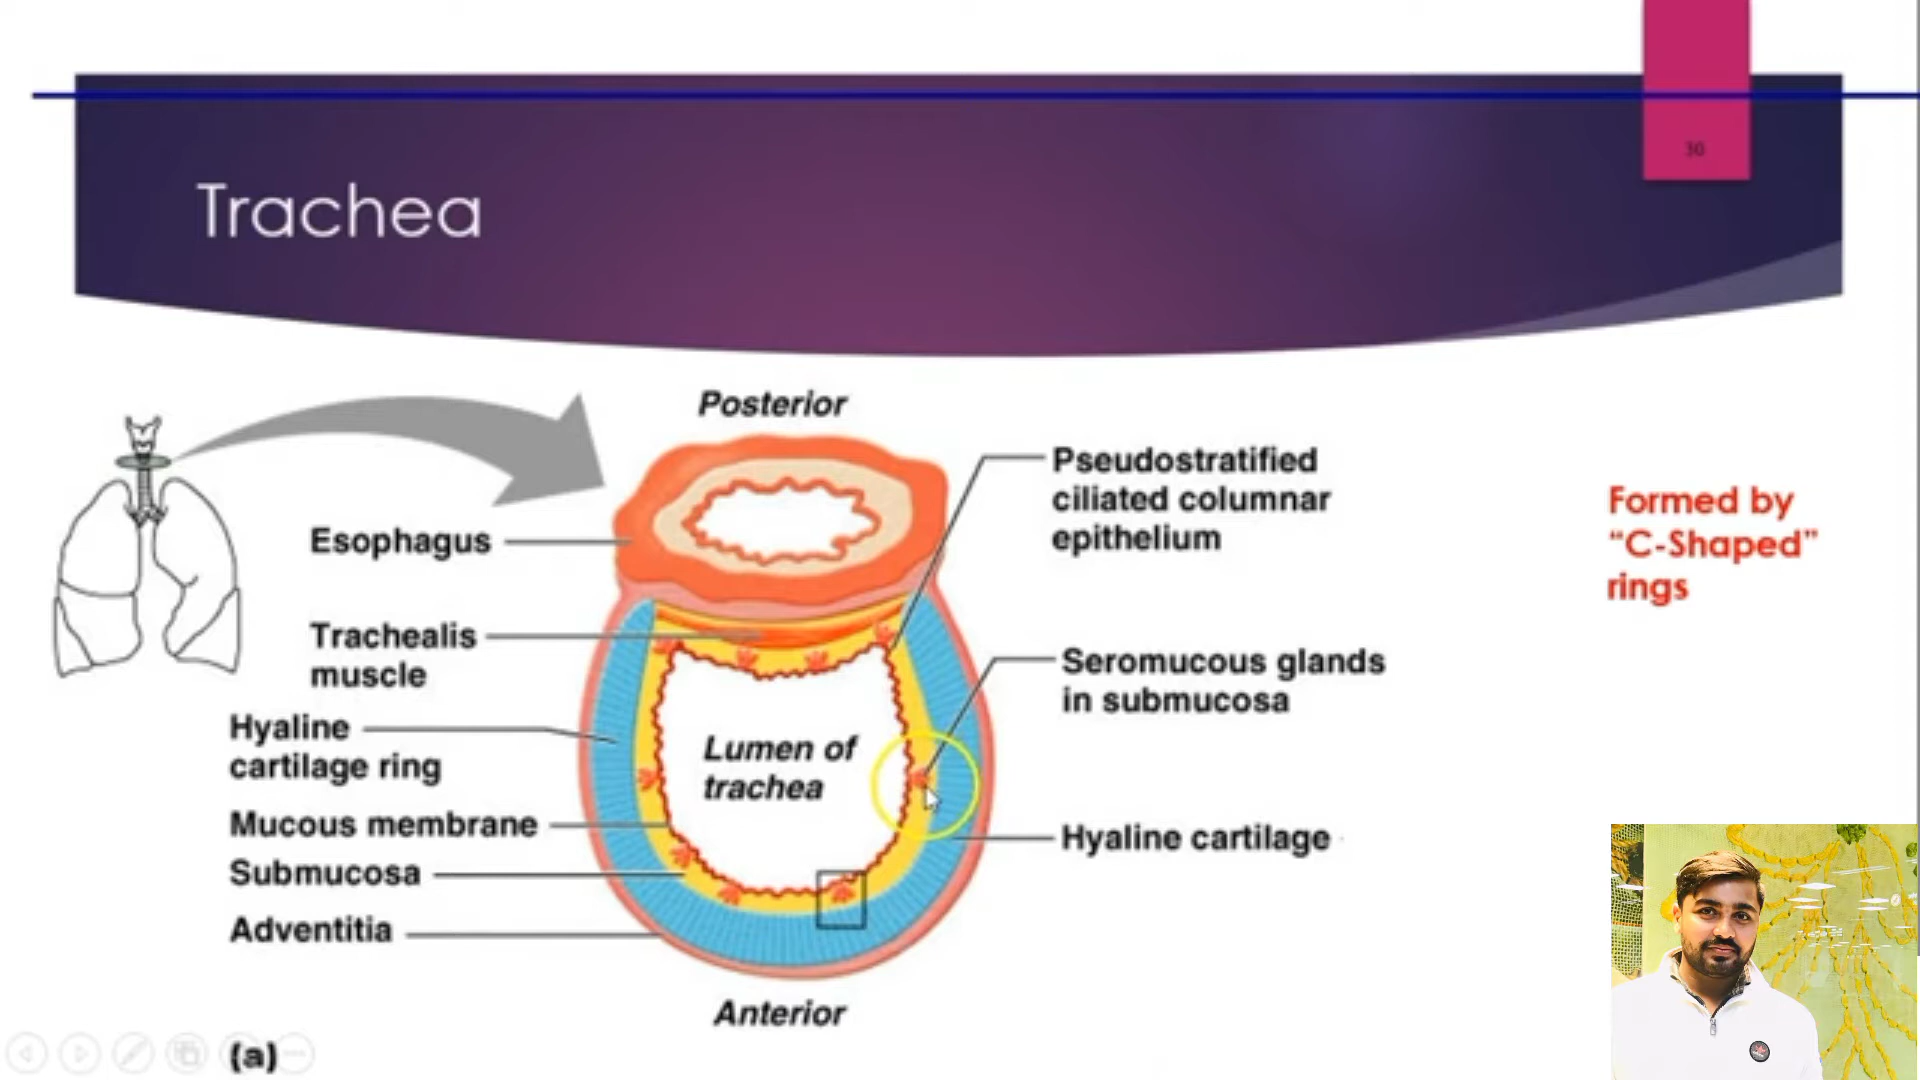 30
Trachea
Posterior
Pseudostratified
ciliated columnar
epithelium
Formed by
“C-Shaped”
rings
Esophagus
Trachealis
muscle
Seromucous glands
in submucosa
Hyaline
cartilage ring
Lumen of
trachea
Mucous membrane
Hyaline cartilage
Submucosa
Adventitia
Anterior
(a)